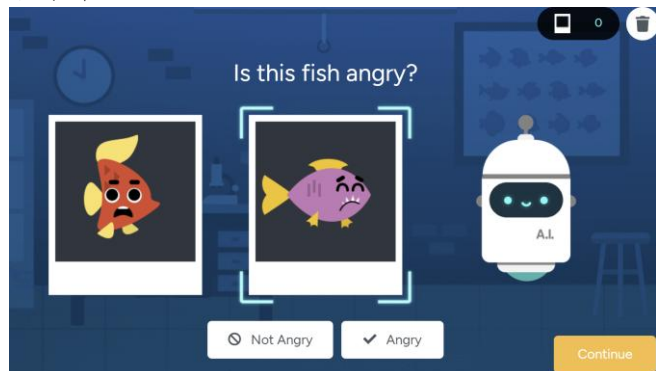 0
Is this fish angry?
A.I.
Not Angry
Angry
Continue